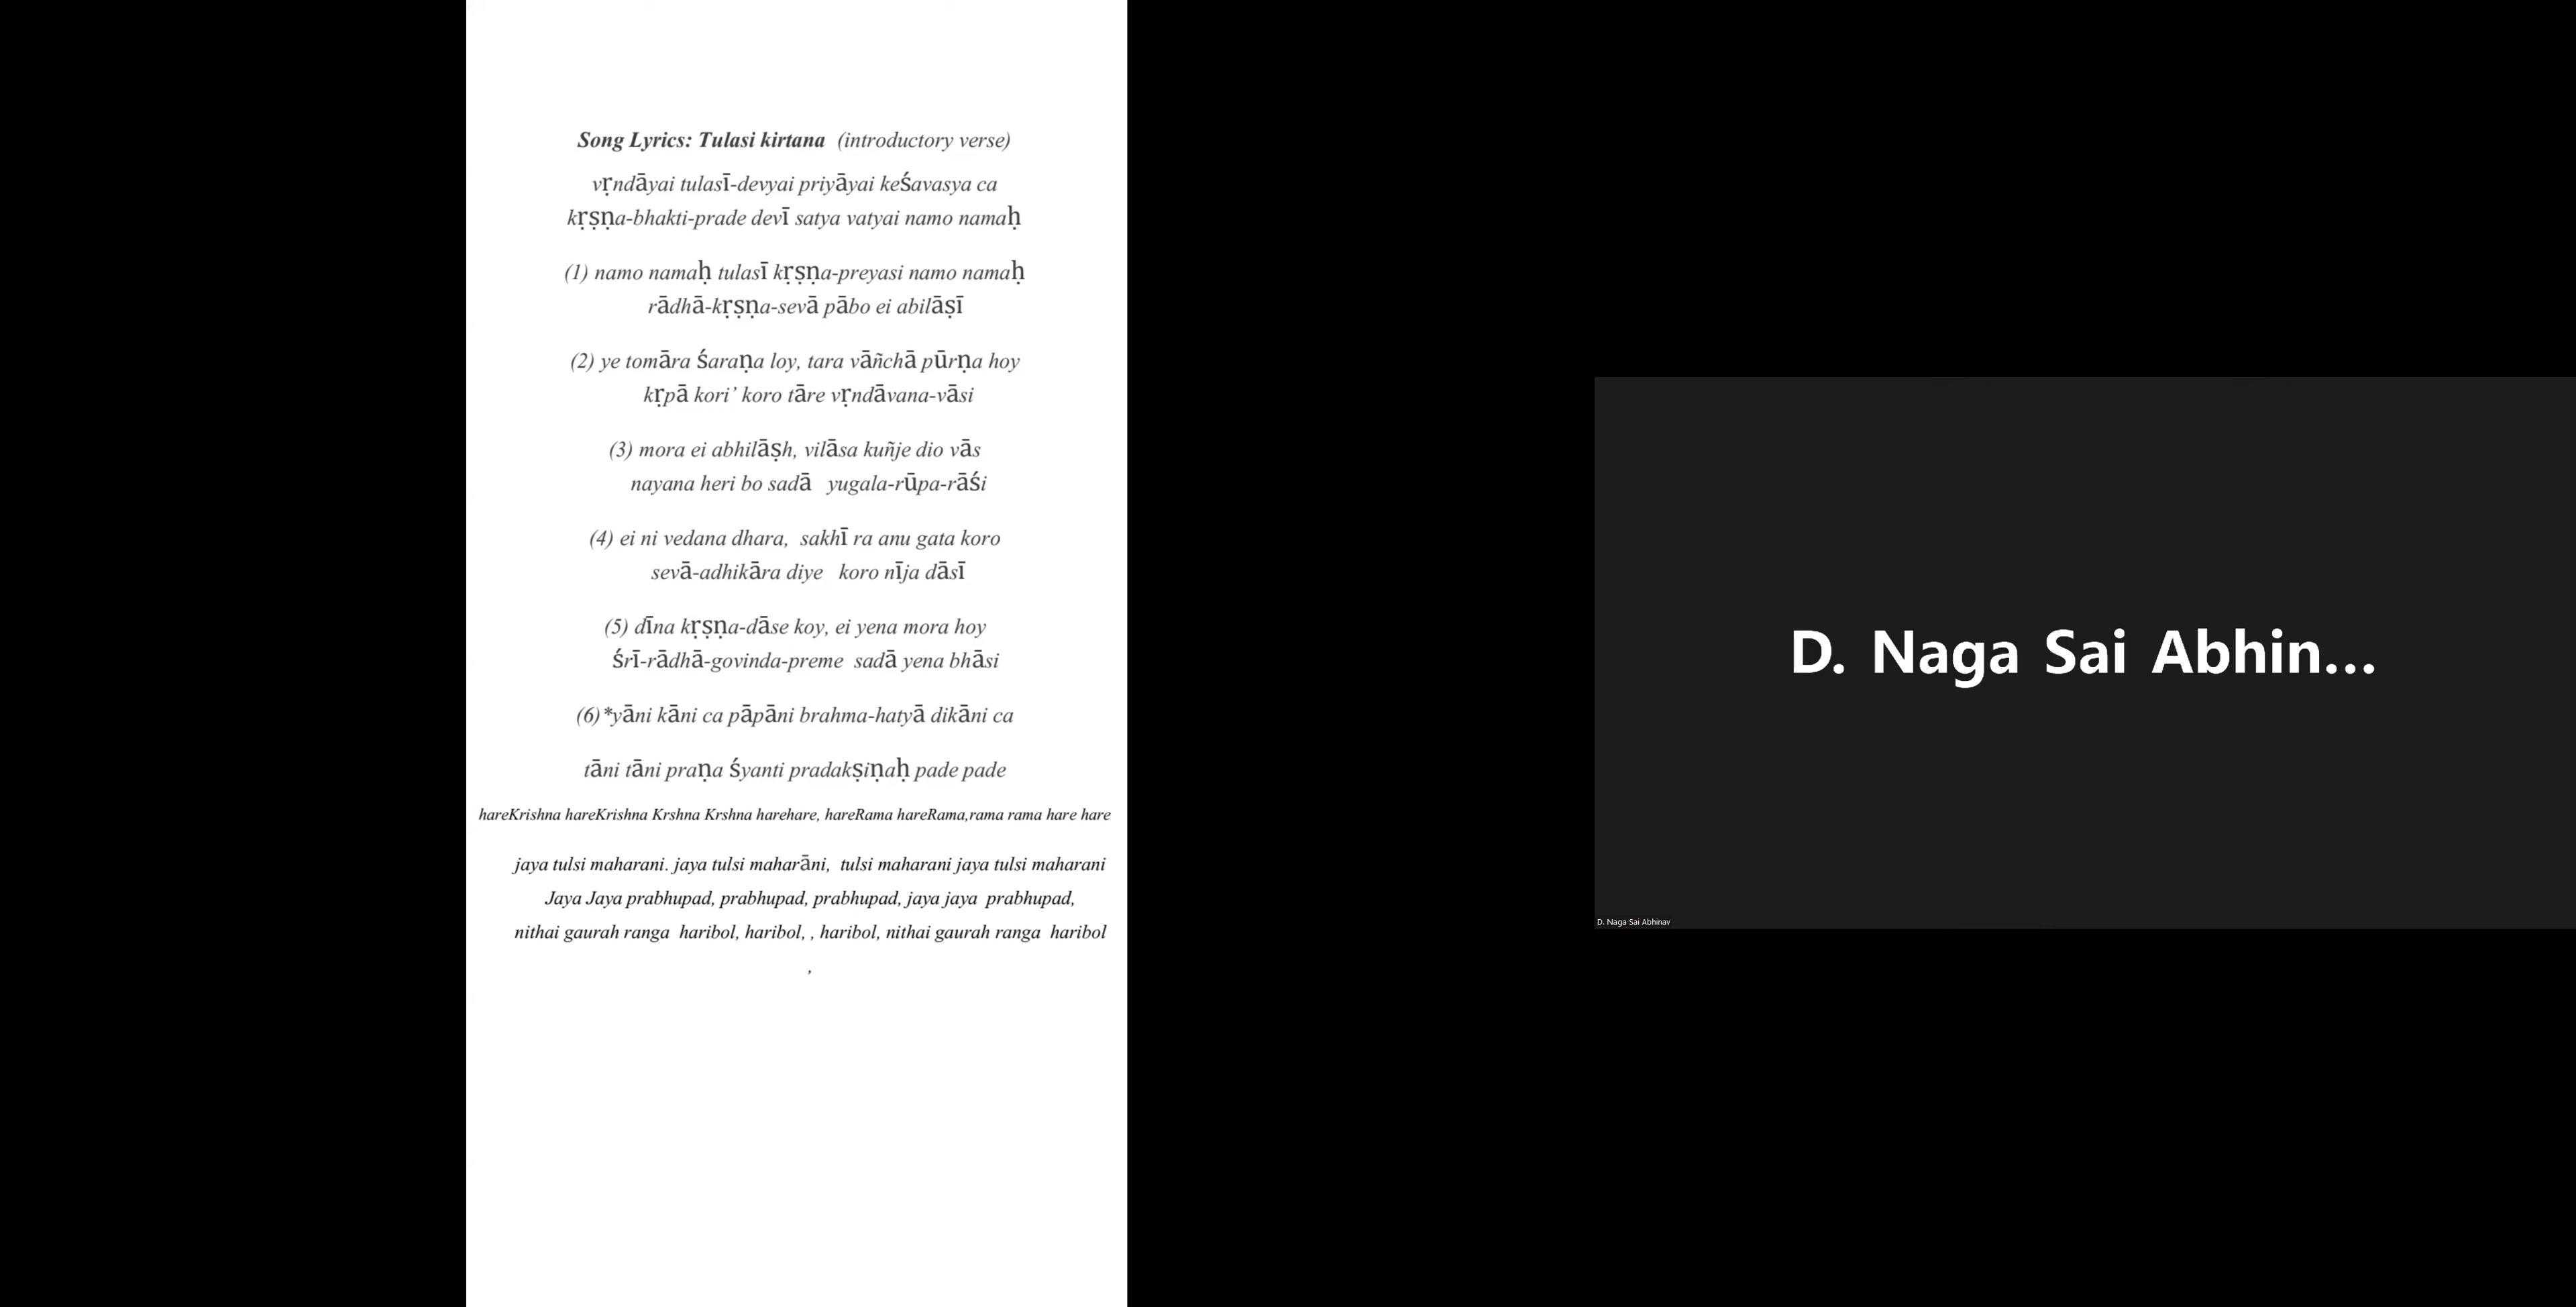 Song Lyrics: Tulasi kirtana (introductory verse)
vṛndāyai tulasī-devyai priyāyai keśavasya ca
kṛṣṇa-bhakti-prade devī satya vatyai namo namaḥ
(1) namo namaḥ tulasī kṛṣṇa-preyasi namo namaḥ
rādhā-kṛṣṇa-sevā pābo ei abilāṣī
(2) ye tomāra śaraṇa loy, tara vāñchā pūrṇa hoy
kṛpā kori’ koro tāre vṛndāvana-vāsi
(3) mora ei abhilāṣh, vilāsa kuñje dio vās
nayana heri bo sadā yugala-rūpa-rāśi
(4) ei ni vedana dhara, sakhī ra anu gata koro
sevā-adhikāra diye koro nīja dāsī
(5) dīna kṛṣṇa-dāse koy, ei yena mora hoy
śrī-rādhā-govinda-preme sadā yena bhāsi
(6)*yāni kāni ca pāpāni brahma-hatyā dikāni ca
tāni tāni praṇa śyanti pradakṣiṇaḥ pade pade
hareKrishna hareKrishna Krshna Krshna harehare, hareRama hareRama,rama rama hare hare
jaya tulsi maharani. jaya tulsi maharāni, tulsi maharani jaya tulsi maharani
Jaya Jaya prabhupad, prabhupad, prabhupad, jaya jaya prabhupad,
nithai gaurah ranga haribol, haribol, , haribol, nithai gaurah ranga haribol
,
D. Naga Sai Abhin...
D. Naga Sai Abhinav